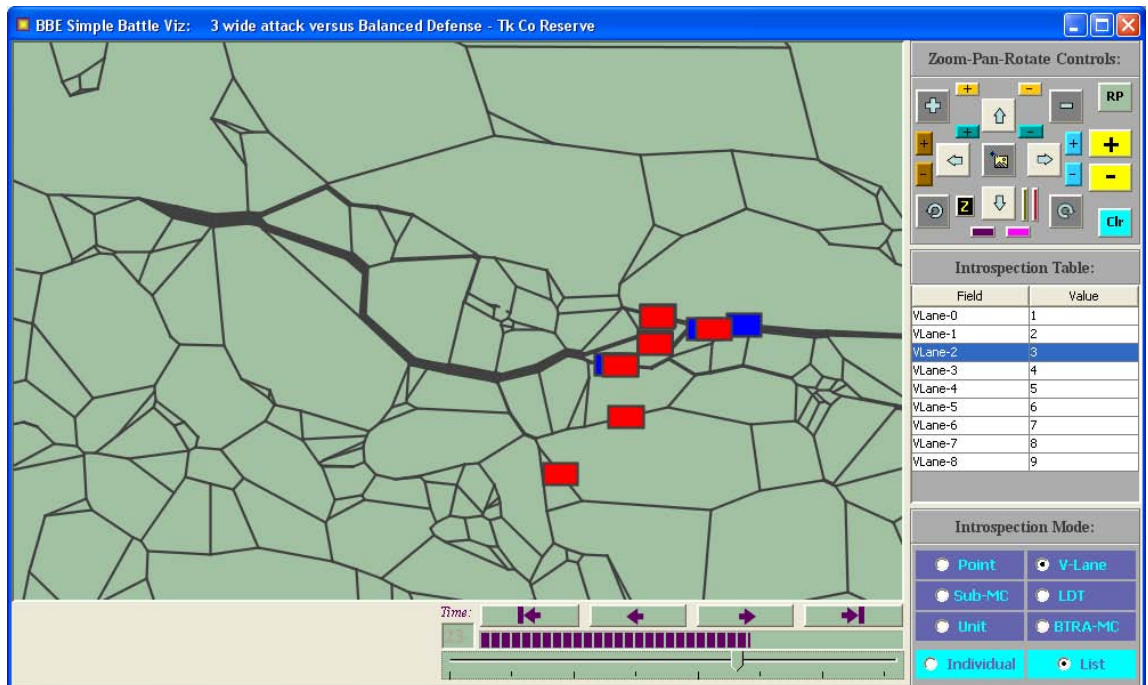 BBE Simple Battle Viz: 3 wide attack versus Balanced Defense - Tk Co Reserve
Zoom-Pan-Rotate Controls:
+ - RP
+ - + +
- - -
Z Clr
Introspection Table:
Field Value
VLane-0 1
VLane-1 2
VLane-2 3
VLane-3 4
VLane-4 5
VLane-5 6
VLane-6 7
VLane-7 8
VLane-8 9
Introspection Mode:
Point V-Lane
Sub-MC LDT
Unit BTRA-MC
Individual List
Time:
23